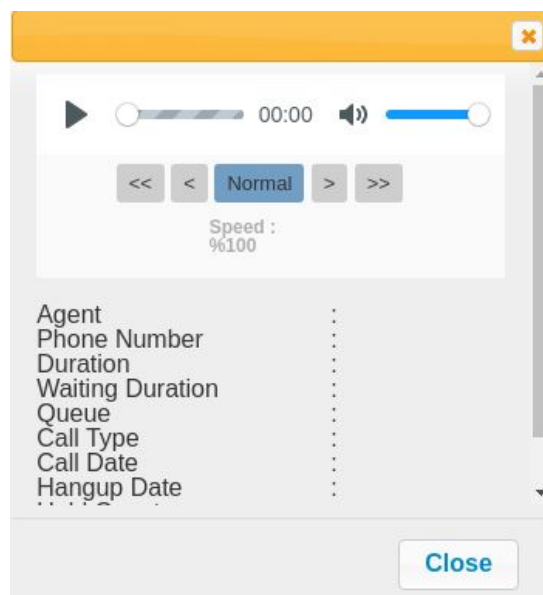 00:00
<< < Normal > >>
Speed :
%100
Agent :
Phone Number :
Duration :
Waiting Duration :
Queue :
Call Type :
Call Date :
Hangup Date :
Close